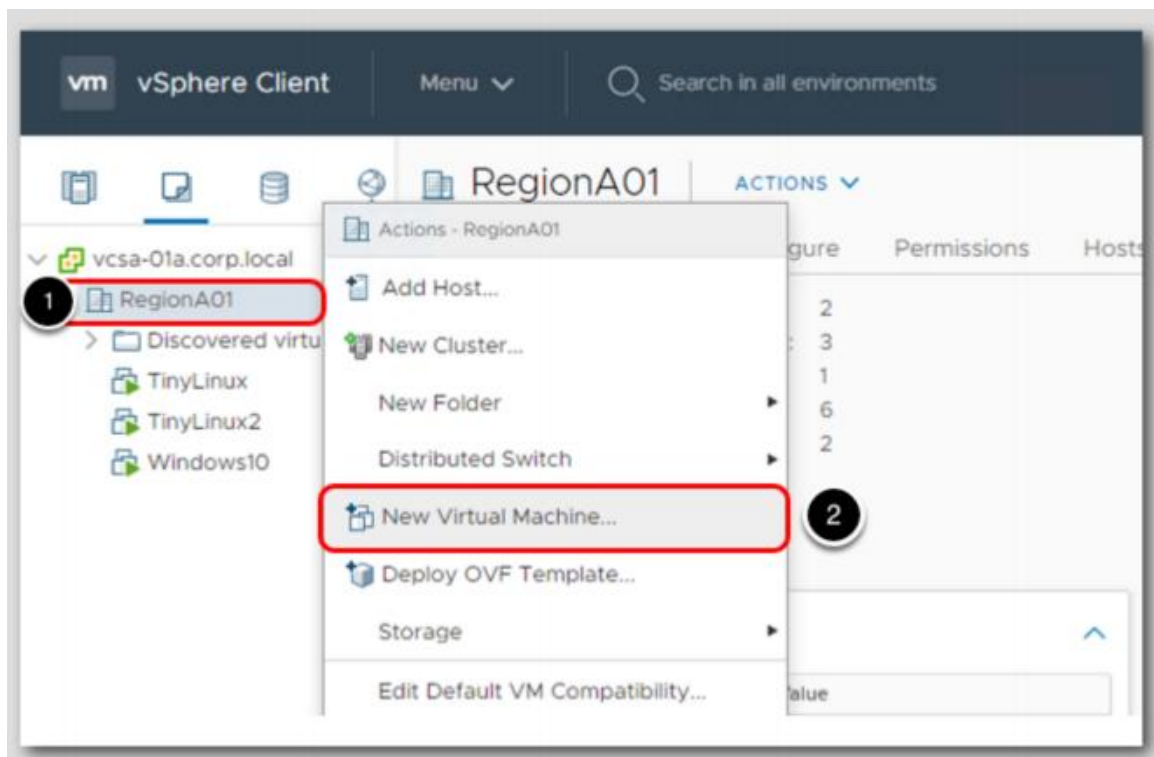 vm vSphere Client Menu Search in all environments
RegionA01 ACTIONS
Actions - RegionA01
gure Permissions Hosts
vcsa-01a.corp.local
1 RegionA01
Discovered virtu
TinyLinux
TinyLinux2
Windows10
Add Host...
New Cluster...
New Folder
Distributed Switch
New Virtual Machine... 2
Deploy OVF Template...
Storage
Edit Default VM Compatibility...
2
: 3
1
6
2
alue